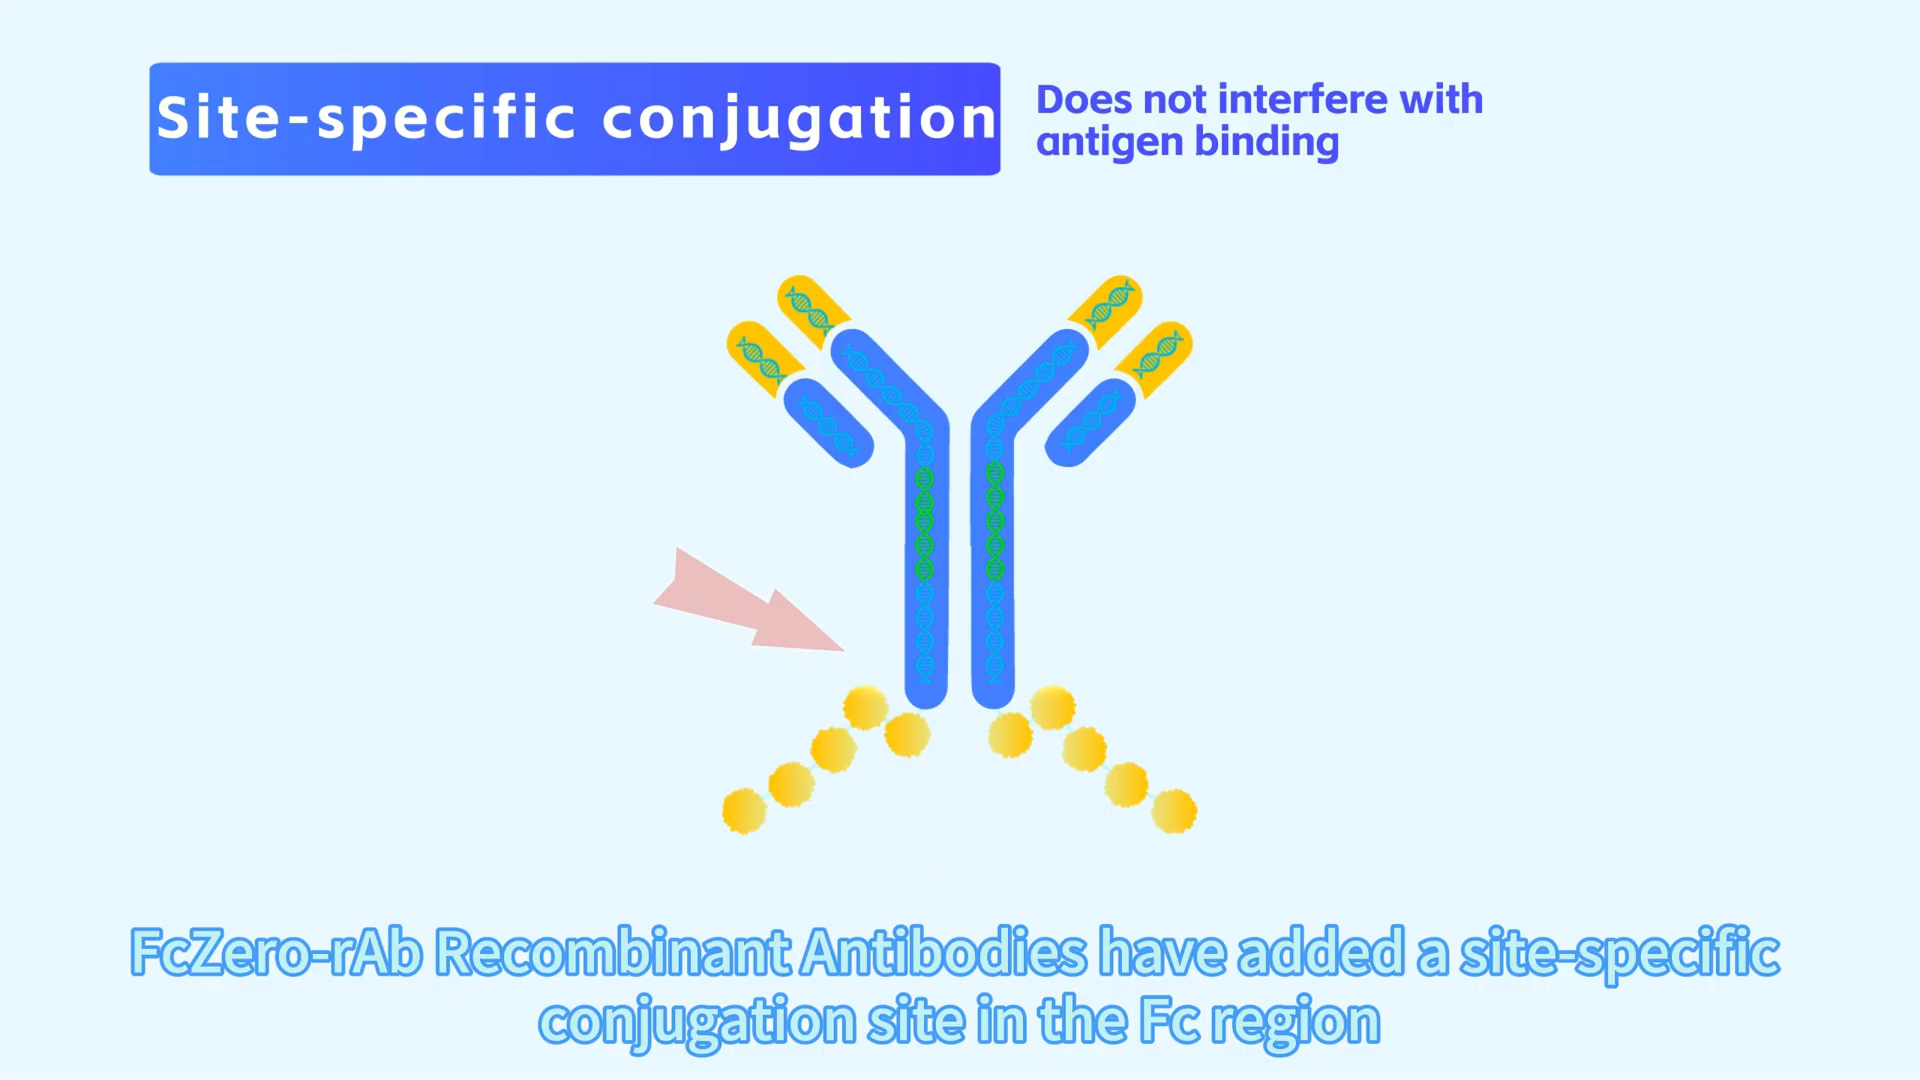 Site-specific conjugation
Does not interfere with
antigen binding
FcZero-rAb Recombinant Antibodies have added a site-specific
conjugation site in the Fc region